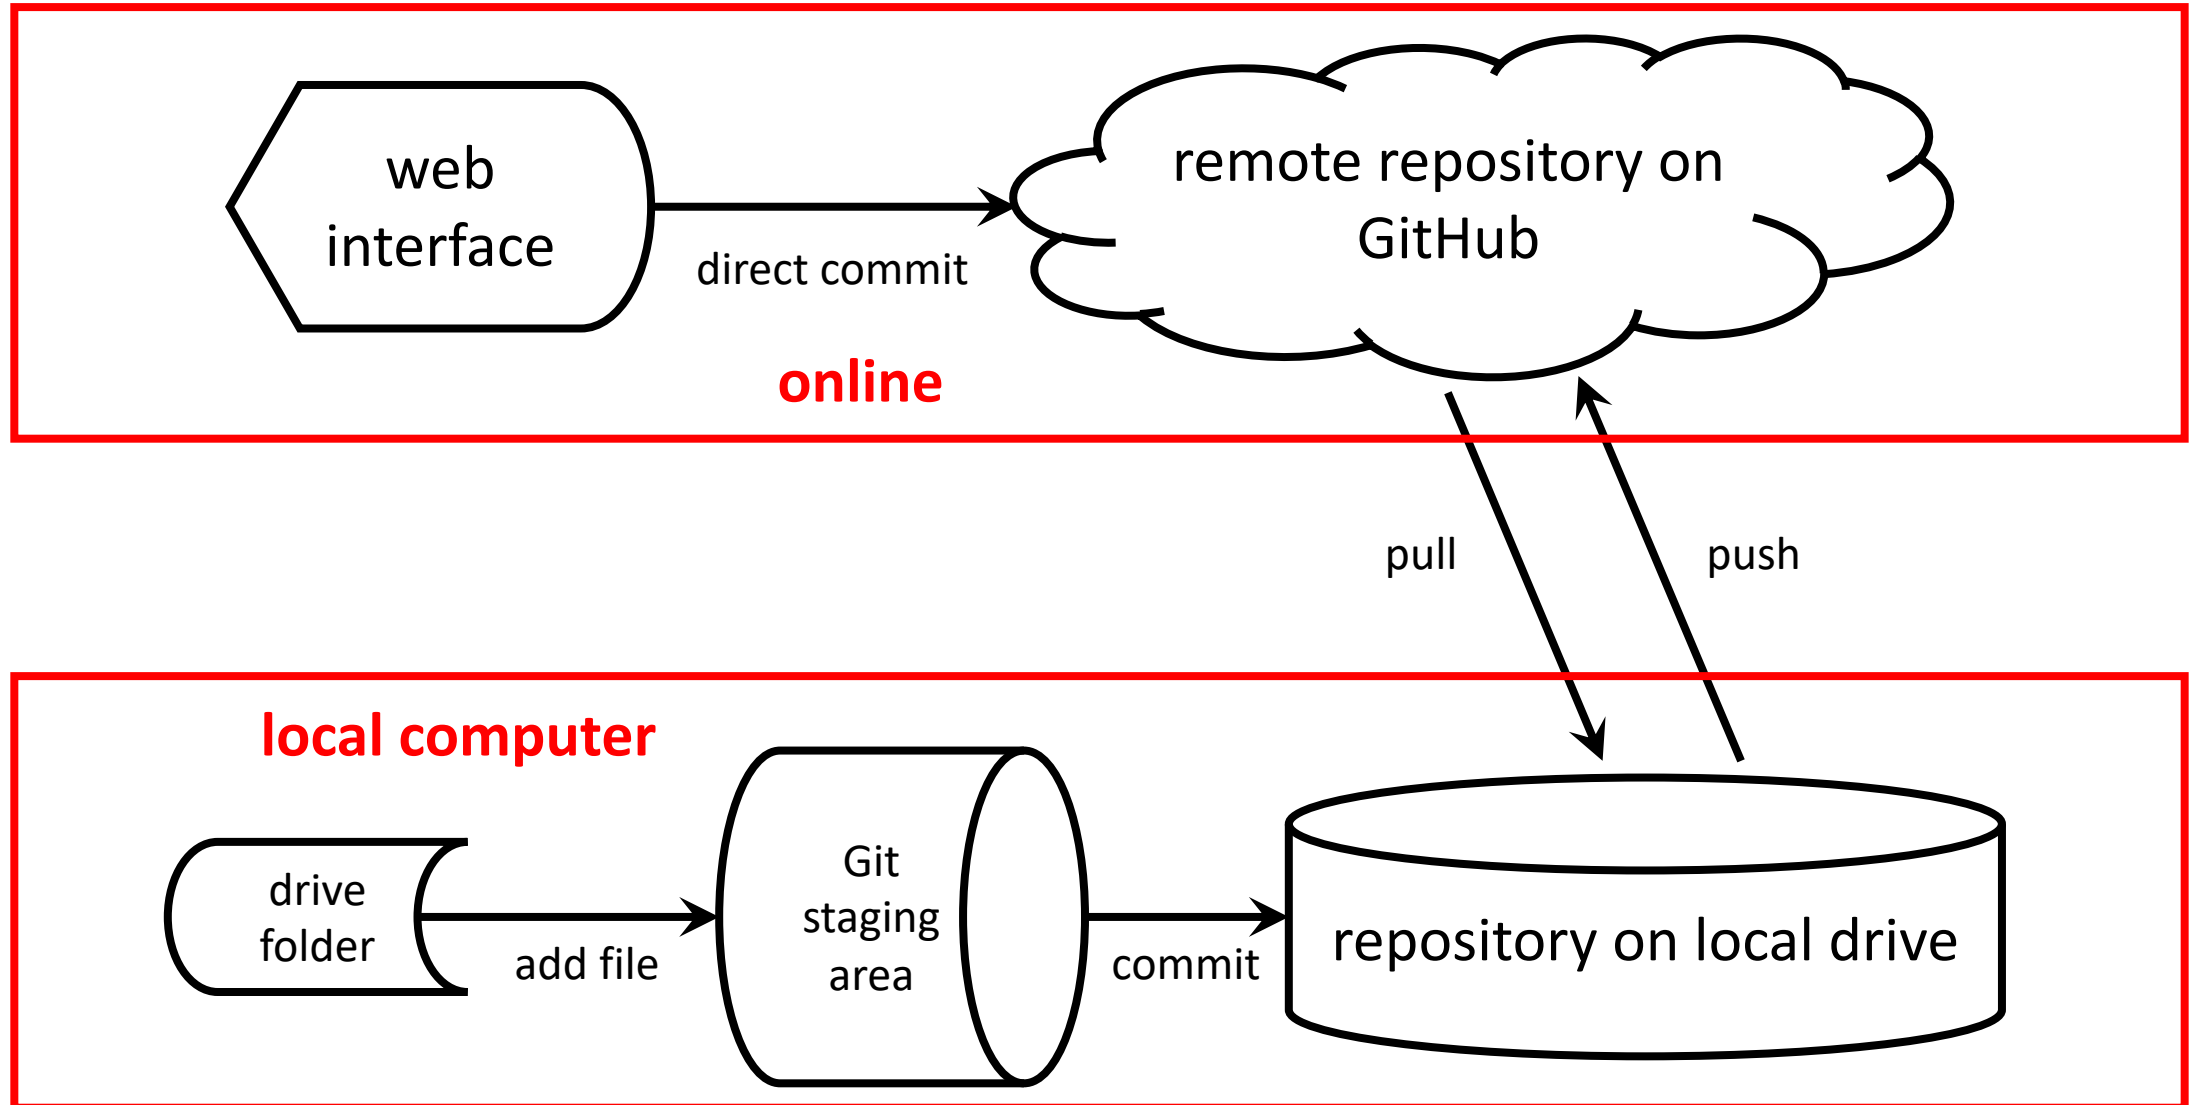 web
interface
direct commit
remote repository on
GitHub
online
pull
push
local computer
drive
folder
add file
Git
staging
area
commit
repository on local drive